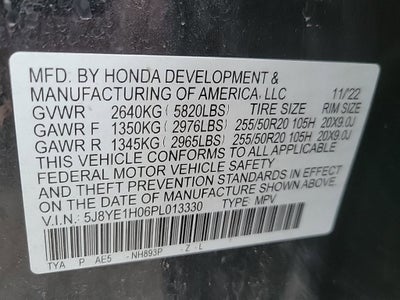 MFD. BY HONDA DEVELOPMENT &
MANUFACTURING OF AMERICA, LLC 11/'22
GVWR 2640KG (5820LBS) TIRE SIZE RIM SIZE
GAWR F 1350KG (2976LBS) 255/50R20 105H 20X9.0J
GAWR R 1345KG (2965LBS) 255/50R20 105H 20X9.0J
THIS VEHICLE CONFORMS TO ALL APPLICABLE
FEDERAL MOTOR VEHICLE SAFETY STANDARDS IN EFFECT
ON THE DATE OF MANUFACTURE SHOWN ABOVE.
V.I.N.: 5J8YE1H06PL013330 TYPE: MPV
TYA P AE5 - NH893P - Z L